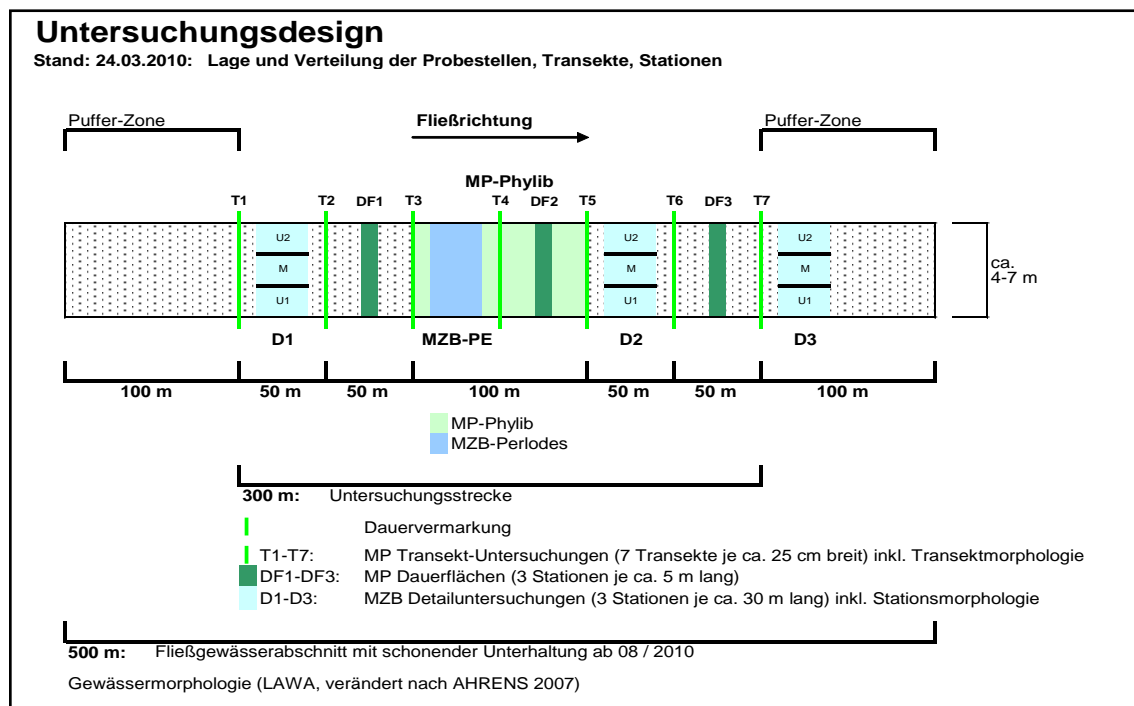 Untersuchungsdesign
Stand: 24.03.2010: Lage und Verteilung der Probestellen, Transekte, Stationen
Puffer-Zone
Fließrichtung
Puffer-Zone
MP-Phylib
T1
T2
DF1
T3
T4
DF2
T5
T6
DF3
T7
U2
M
U1
U2
M
U1
U2
M
U1
ca.
4-7 m
D1
MZB-PE
D2
D3
100 m
50 m
50 m
100 m
50 m
50 m
100 m
MP-Phylib
MZB-Perlodes
300 m: Untersuchungsstrecke
Dauervermarkung
T1-T7: MP Transekt-Untersuchungen (7 Transekte je ca. 25 cm breit) inkl. Transektmorphologie
DF1-DF3: MP Dauerflächen (3 Stationen je ca. 5 m lang)
D1-D3: MZB Detailuntersuchungen (3 Stationen je ca. 30 m lang) inkl. Stationsmorphologie
500 m: Fließgewässerabschnitt mit schonender Unterhaltung ab 08 / 2010
Gewässermorphologie (LAWA, verändert nach AHRENS 2007)